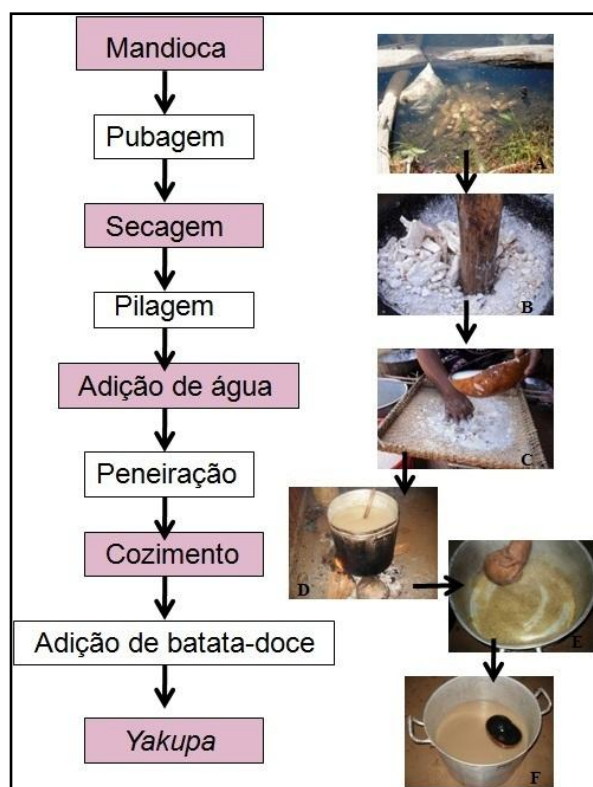 Mandioca
Pubagem
Secagem
Pilagem
Adição de água
Peneiração
Cozimento
Adição de batata-doce
Yakupa
A
B
C
D
E
F